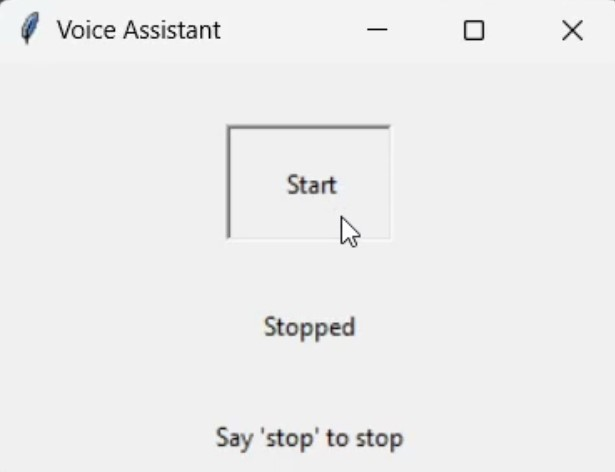 Voice Assistant
Start
Stopped
Say 'stop' to stop